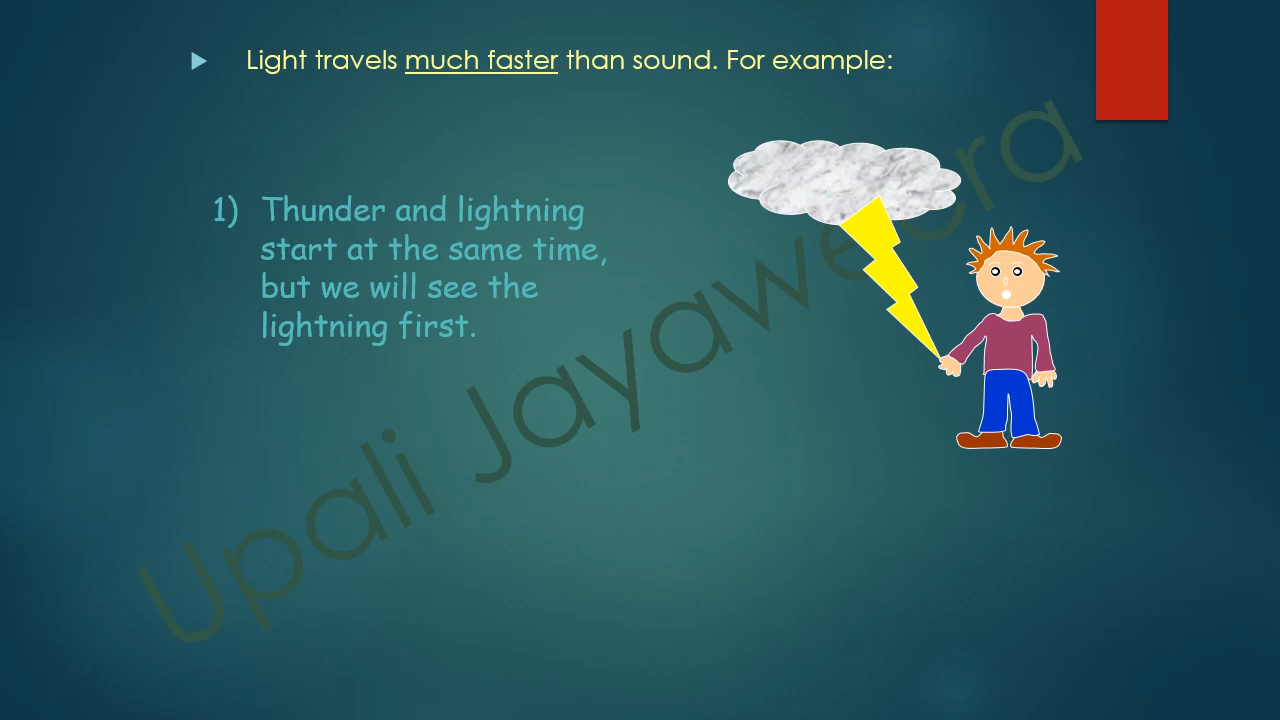 Light travels much faster than sound. For example:
1) Thunder and lightning
start at the same time,
but we will see the
lightning first.
Upali Jayaweera